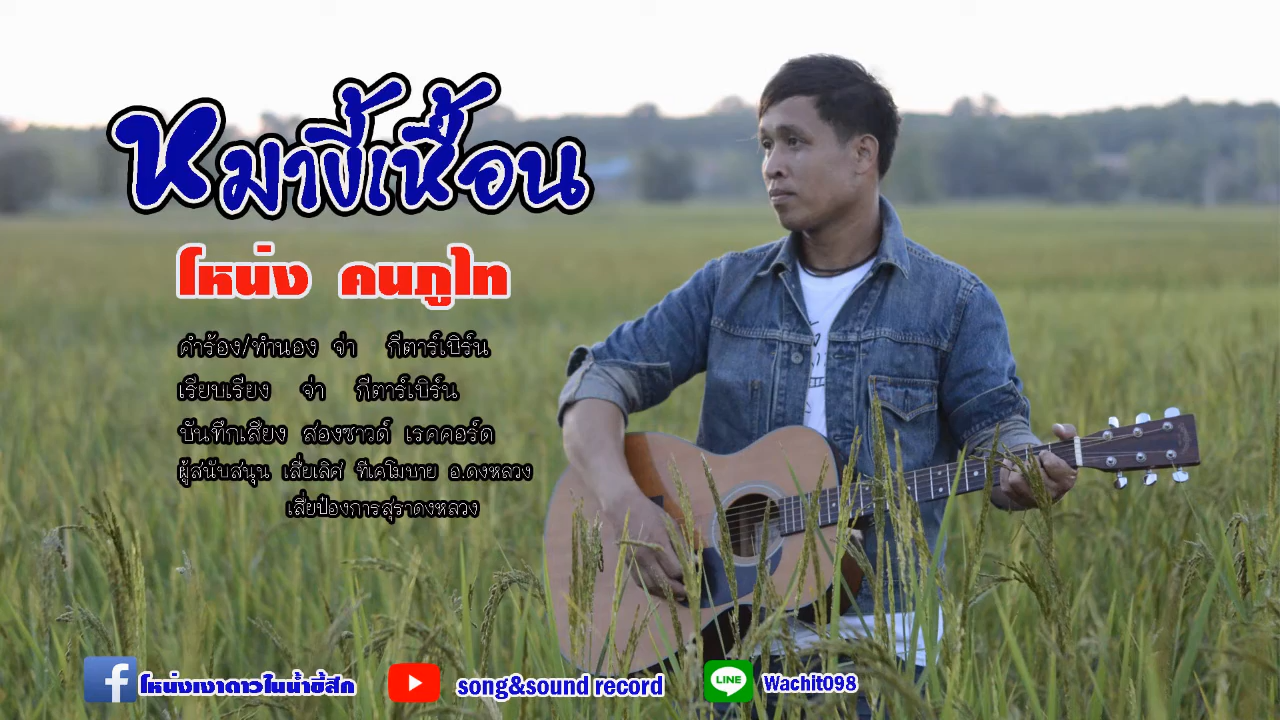 หมาขี้เหื้อน
โหน่ง คนภูไท
คำร้อง/ทำนอง จ่า กีตาร์เบิร์น
เรียบเรียง จ่า กีตาร์เบิร์น
บันทึกเสียง สองซาวด์ เรคคอร์ด
ผู้สนับสนุน เสี่ยเลิศ ทีเคโมบาย อ.ดงหลวง
เสี่ยป๋องการสุราดงหลวง
f โหน่งเงาดาวในน้ำขี้สีก song&sound record LINE Wachit098